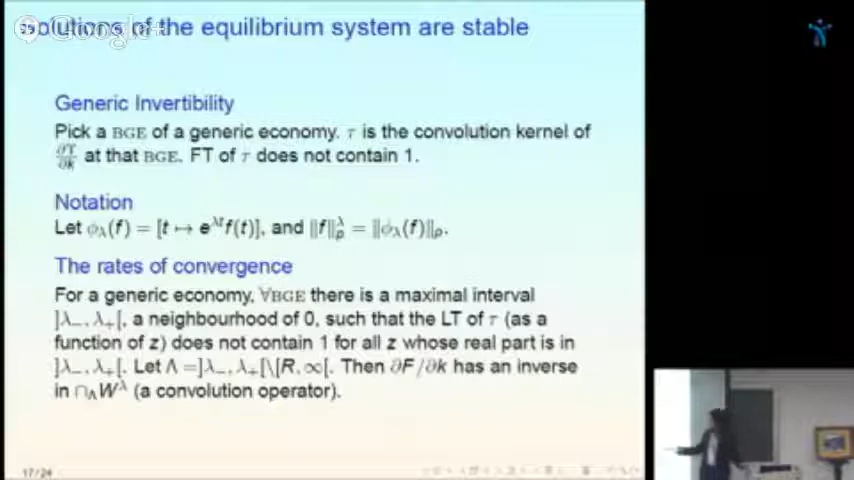 Google+
solutions of the equilibrium system are stable
Generic Invertibility
Pick a BGE of a generic economy. τ is the convolution kernel of
∂T/∂k at that BGE. FT of τ does not contain 1.
Notation
Let ϕλ(f) = [t ↦ e^λt f(t)], and ‖f‖^λ_p = ‖ϕλ(f)‖p.
The rates of convergence
For a generic economy, ∀BGE there is a maximal interval
]λ−, λ+[, a neighbourhood of 0, such that the LT of τ (as a
function of z) does not contain 1 for all z whose real part is in
]λ−, λ+[. Let Λ =]λ−, λ+[\[R, ∞[. Then ∂F/∂k has an inverse
in ∩ΛW^λ (a convolution operator).
17/24